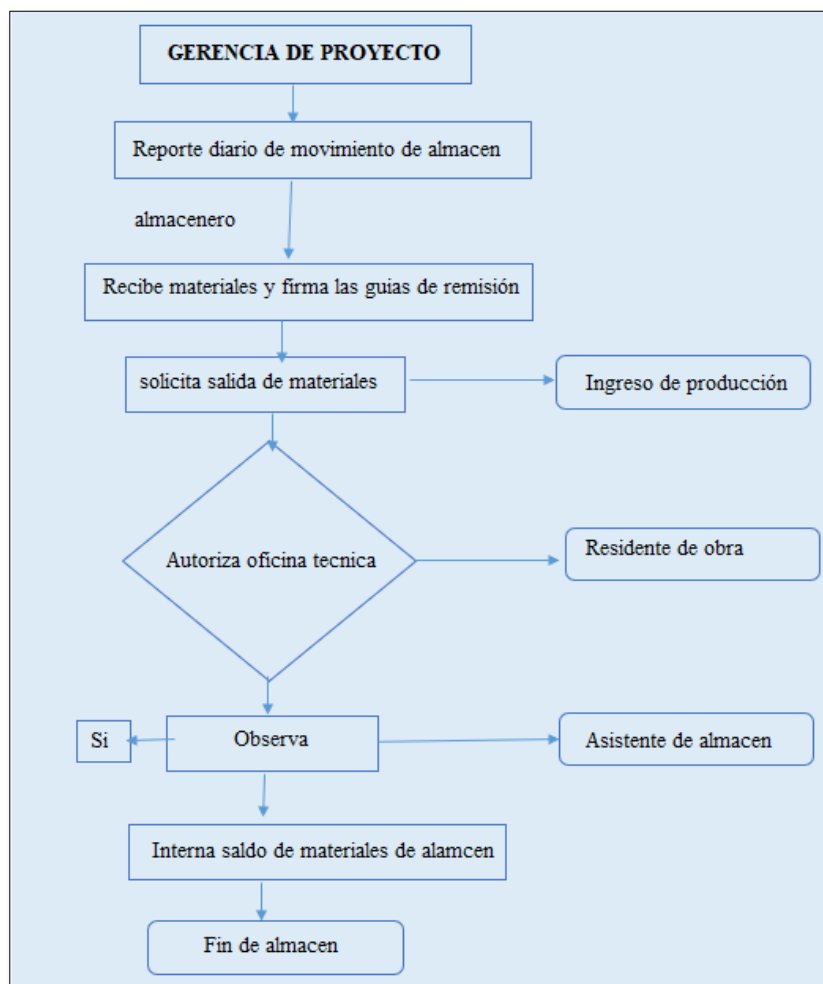 GERENCIA DE PROYECTO
Reporte diario de movimiento de almacen
almacenero
Recibe materiales y firma las guias de remisión
solicita salida de materiales
Ingreso de producción
Autoriza oficina tecnica
Residente de obra
Si
Observa
Asistente de almacen
Interna saldo de materiales de alamcen
Fin de almacen